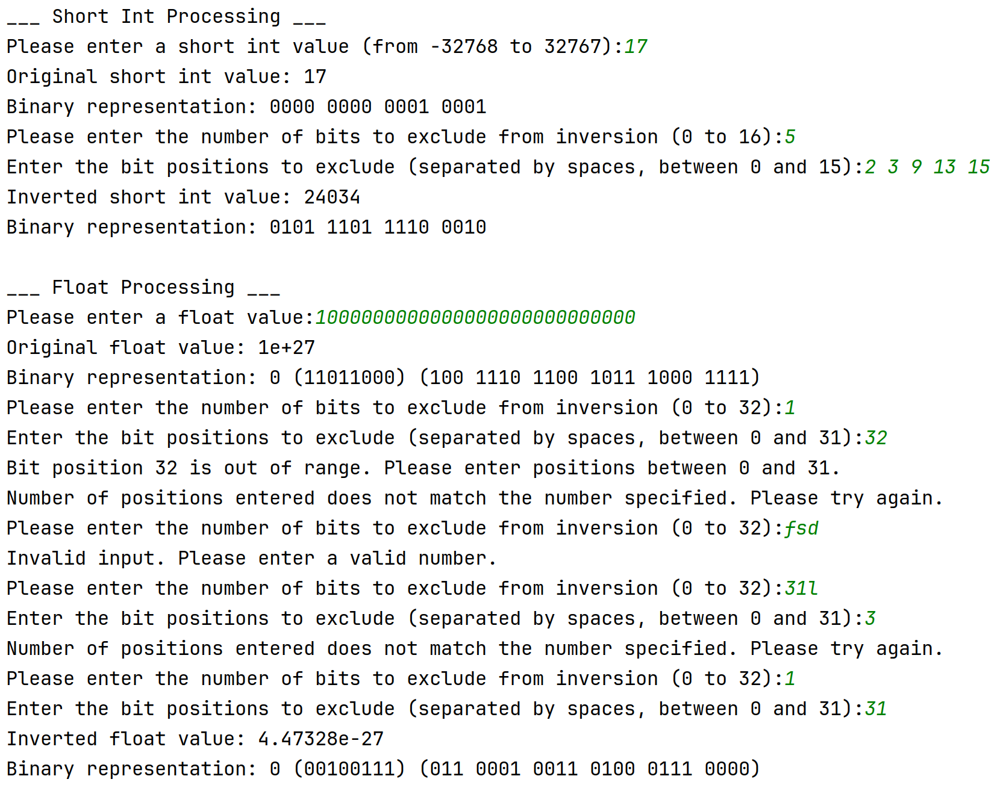 ___ Short Int Processing ___
Please enter a short int value (from -32768 to 32767):17
Original short int value: 17
Binary representation: 0000 0000 0001 0001
Please enter the number of bits to exclude from inversion (0 to 16):5
Enter the bit positions to exclude (separated by spaces, between 0 and 15):2 3 9 13 15
Inverted short int value: 24034
Binary representation: 0101 1101 1110 0010
___ Float Processing ___
Please enter a float value:1000000000000000000000000000
Original float value: 1e+27
Binary representation: 0 (11011000) (100 1110 1100 1011 1000 1111)
Please enter the number of bits to exclude from inversion (0 to 32):1
Enter the bit positions to exclude (separated by spaces, between 0 and 31):32
Bit position 32 is out of range. Please enter positions between 0 and 31.
Number of positions entered does not match the number specified. Please try again.
Please enter the number of bits to exclude from inversion (0 to 32):fsd
Invalid input. Please enter a valid number.
Please enter the number of bits to exclude from inversion (0 to 32):31l
Enter the bit positions to exclude (separated by spaces, between 0 and 31):3
Number of positions entered does not match the number specified. Please try again.
Please enter the number of bits to exclude from inversion (0 to 32):1
Enter the bit positions to exclude (separated by spaces, between 0 and 31):31
Inverted float value: 4.47328e-27
Binary representation: 0 (00100111) (011 0001 0011 0100 0111 0000)